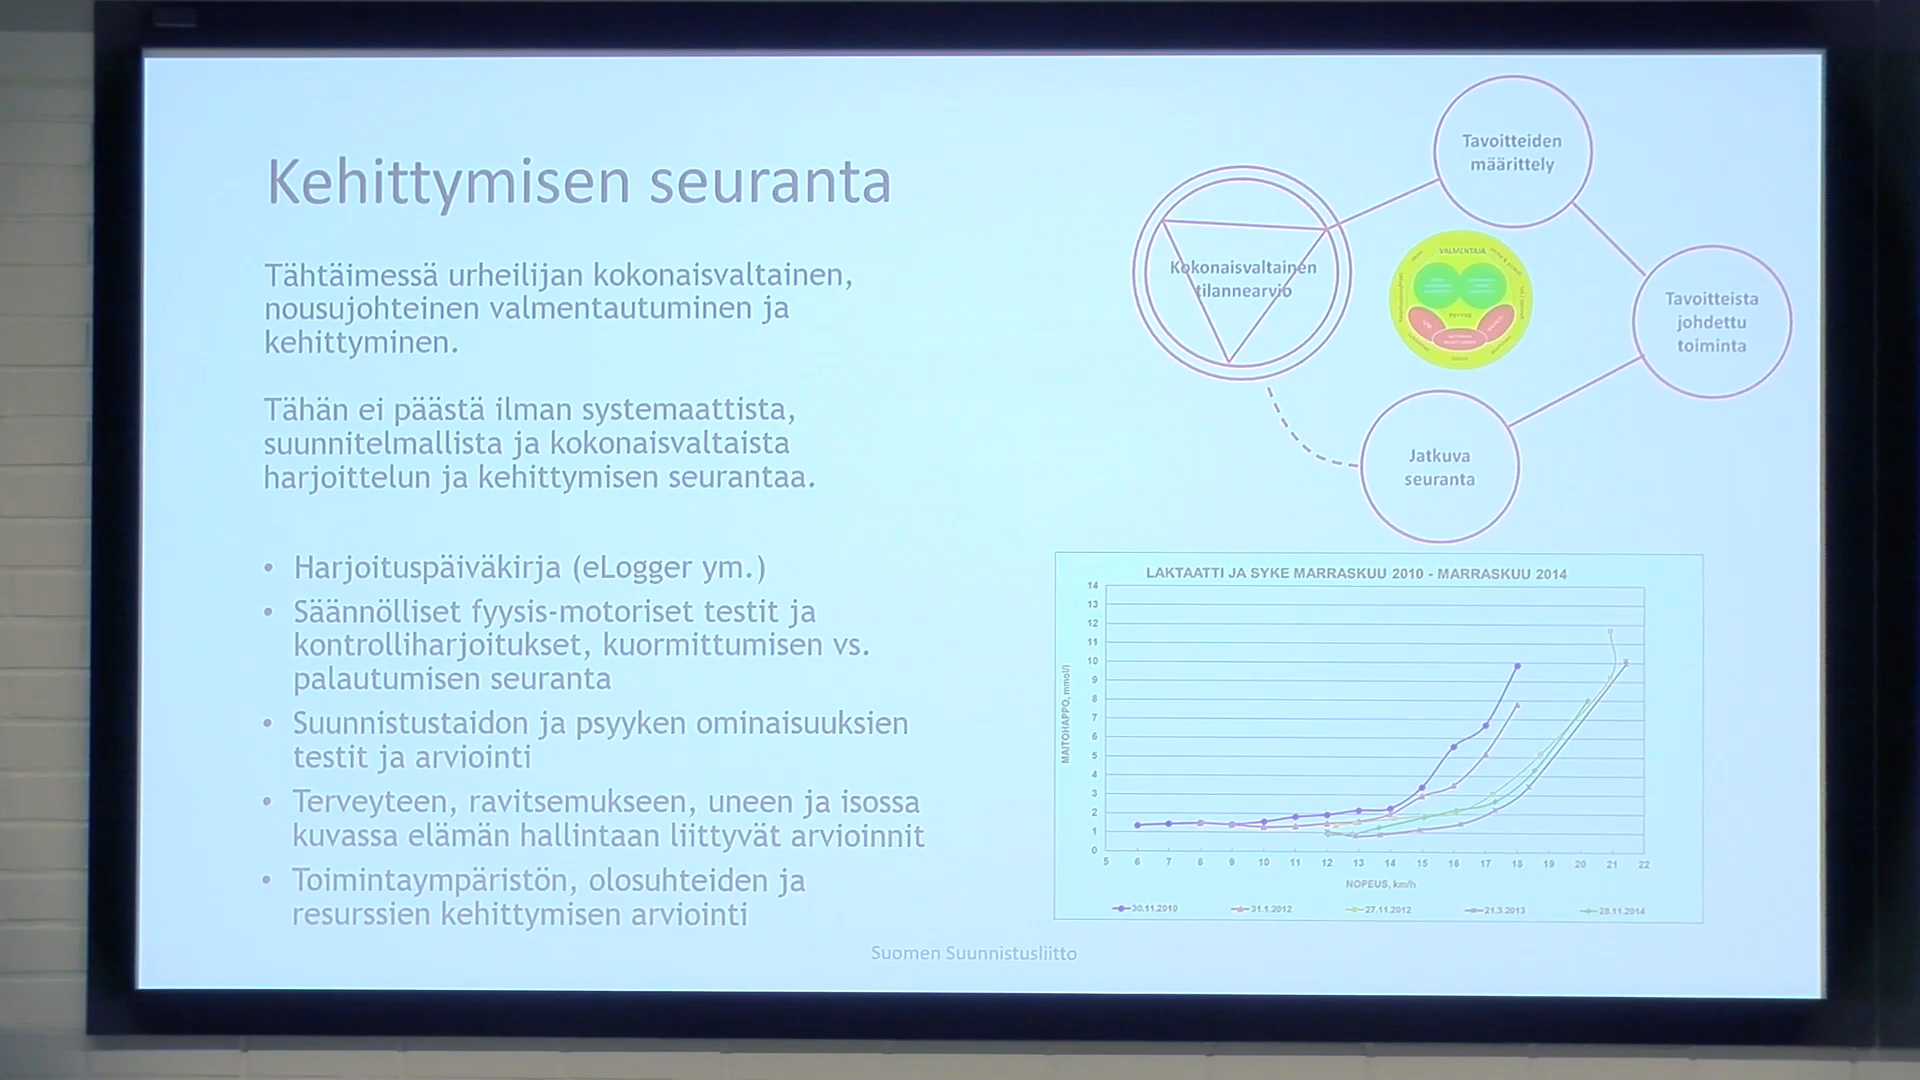 Kehittymisen seuranta
Tähtäimessä urheilijan kokonaisvaltainen,
nousujohteinen valmentautuminen ja
kehittyminen.
Tähän ei päästä ilman systemaattista,
suunnitelmallista ja kokonaisvaltaista
harjoittelun ja kehittymisen seurantaa.
• Harjoituspäiväkirja (eLogger ym.)
• Säännölliset fyysis-motoriset testit ja
kontrolliharjoitukset, kuormittumisen vs.
palautumisen seuranta
• Suunnistustaidon ja psyyken ominaisuuksien
testit ja arviointi
• Terveyteen, ravitsemukseen, uneen ja isossa
kuvassa elämän hallintaan liittyvät arvioinnit
• Toimintaympäristön, olosuhteiden ja
resurssien kehittymisen arviointi
Tavoitteiden
määrittely
Kokonaisvaltainen
tilannearvio
VALMENTAJA
PSYYKE
Tavoitteista
johdettu
toiminta
Jatkuva
seuranta
LAKTAATTI JA SYKE MARRASKUU 2010 - MARRASKUU 2014
MAITOHAPPO, mmol/l
14
13
12
11
10
9
8
7
6
5
4
3
2
1
0
5 6 7 8 9 10 11 12 13 14 15 16 17 18 19 20 21 22
NOPEUS, km/h
30.11.2010 31.1.2012 27.11.2012 21.3.2013 28.11.2014
Suomen Suunnistusliitto